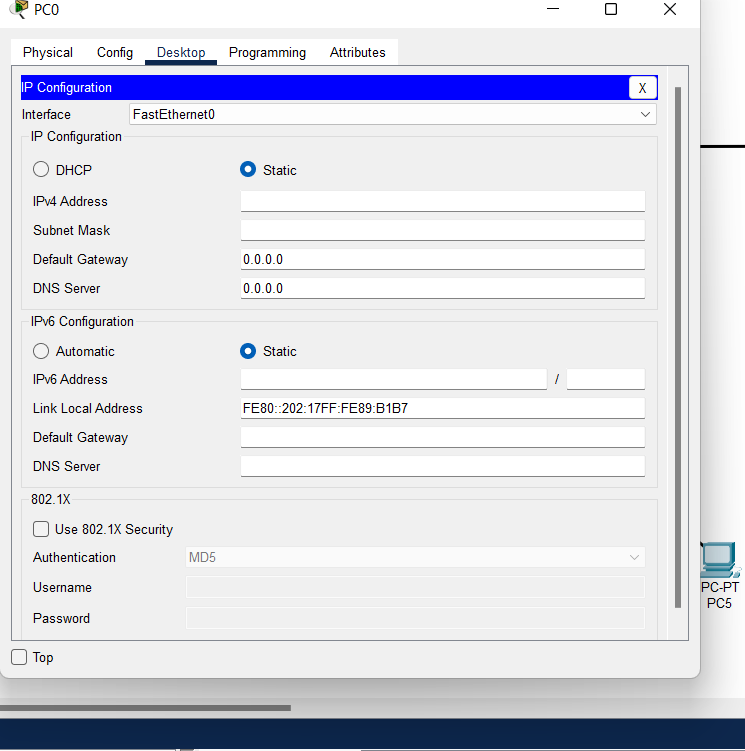 PC0
Physical Config Desktop Programming Attributes
IP Configuration X
Interface FastEthernet0
IP Configuration
DHCP Static
IPv4 Address
Subnet Mask
Default Gateway 0.0.0.0
DNS Server 0.0.0.0
IPv6 Configuration
Automatic Static
IPv6 Address /
Link Local Address FE80::202:17FF:FE89:B1B7
Default Gateway
DNS Server
802.1X
Use 802.1X Security
Authentication MD5
Username
Password
Top
PC-PT
PC5